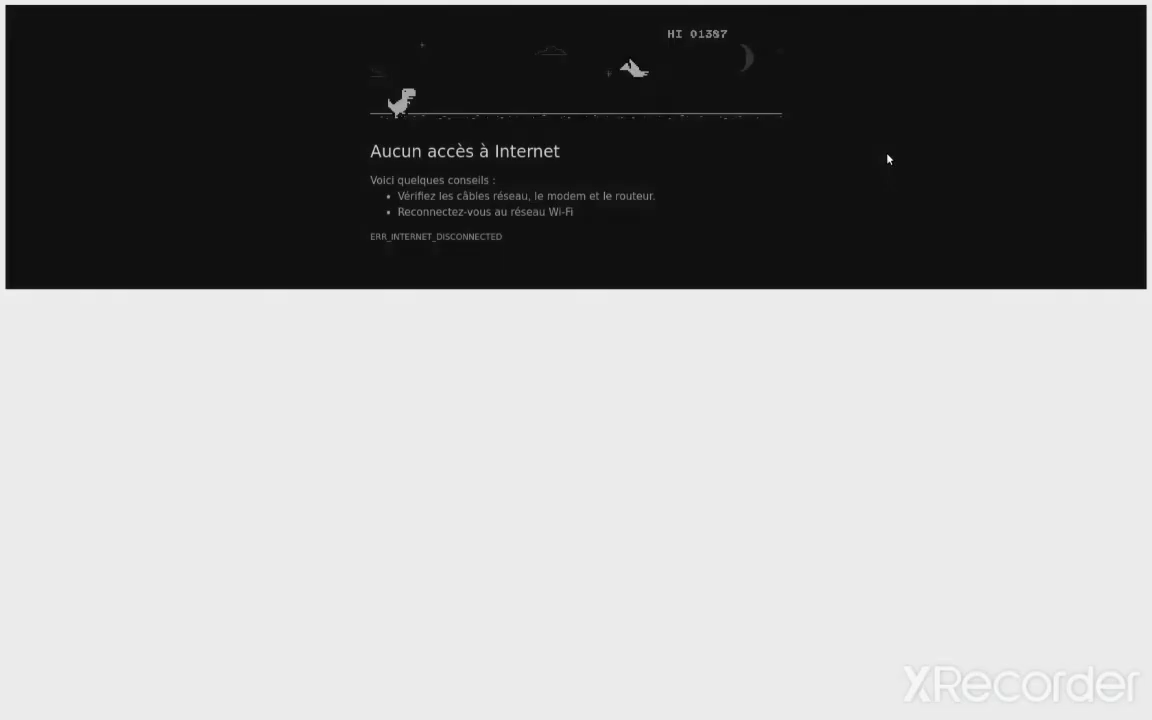 HI 01387
Aucun accès à Internet
Voici quelques conseils :
Vérifiez les câbles réseau, le modem et le routeur.
Reconnectez-vous au réseau Wi-Fi
ERR_INTERNET_DISCONNECTED
XRecorder